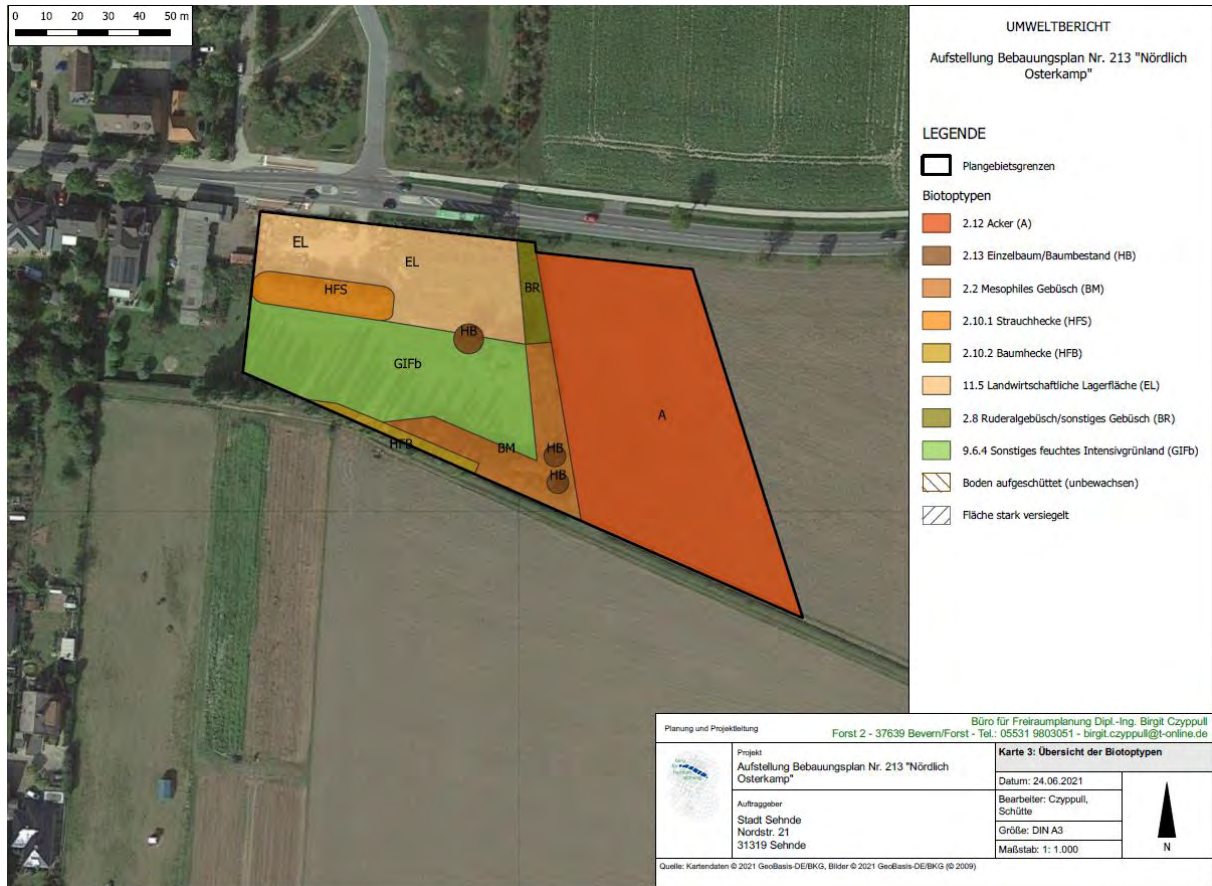 0 10 20 30 40 50 m
EL
EL
HFS
BR
HB
GIFb
A
HFB
BM
HB
HB
UMWELTBERICHT
Aufstellung Bebauungsplan Nr. 213 "Nördlich
Osterkamp"
LEGENDE
Plangebietsgrenzen
Biotoptypen
2.12 Acker (A)
2.13 Einzelbaum/Baumbestand (HB)
2.2 Mesophiles Gebüsch (BM)
2.10.1 Strauchhecke (HFS)
2.10.2 Baumhecke (HFB)
11.5 Landwirtschaftliche Lagerfläche (EL)
2.8 Ruderalgebüsch/sonstiges Gebüsch (BR)
9.6.4 Sonstiges feuchtes Intensivgrünland (GIFb)
Boden aufgeschüttet (unbewachsen)
Fläche stark versiegelt
Planung und Projektleitung
Büro für Freiraumplanung Dipl.-Ing. Birgit Czyppull
Forst 2 - 37639 Bevern/Forst - Tel.: 05531 9803051 - birgit.czyppull@t-online.de
Projekt
Aufstellung Bebauungsplan Nr. 213 "Nördlich
Osterkamp"
Auftraggeber
Stadt Sehnde
Nordstr. 21
31319 Sehnde
Karte 3: Übersicht der Biotoptypen
Datum: 24.06.2021
Bearbeiter: Czyppull,
Schütte
Größe: DIN A3
Maßstab: 1: 1.000
N
Quelle: Kartendaten © 2021 GeoBasis-DE/BKG, Bilder © 2021 GeoBasis-DE/BKG (© 2009)